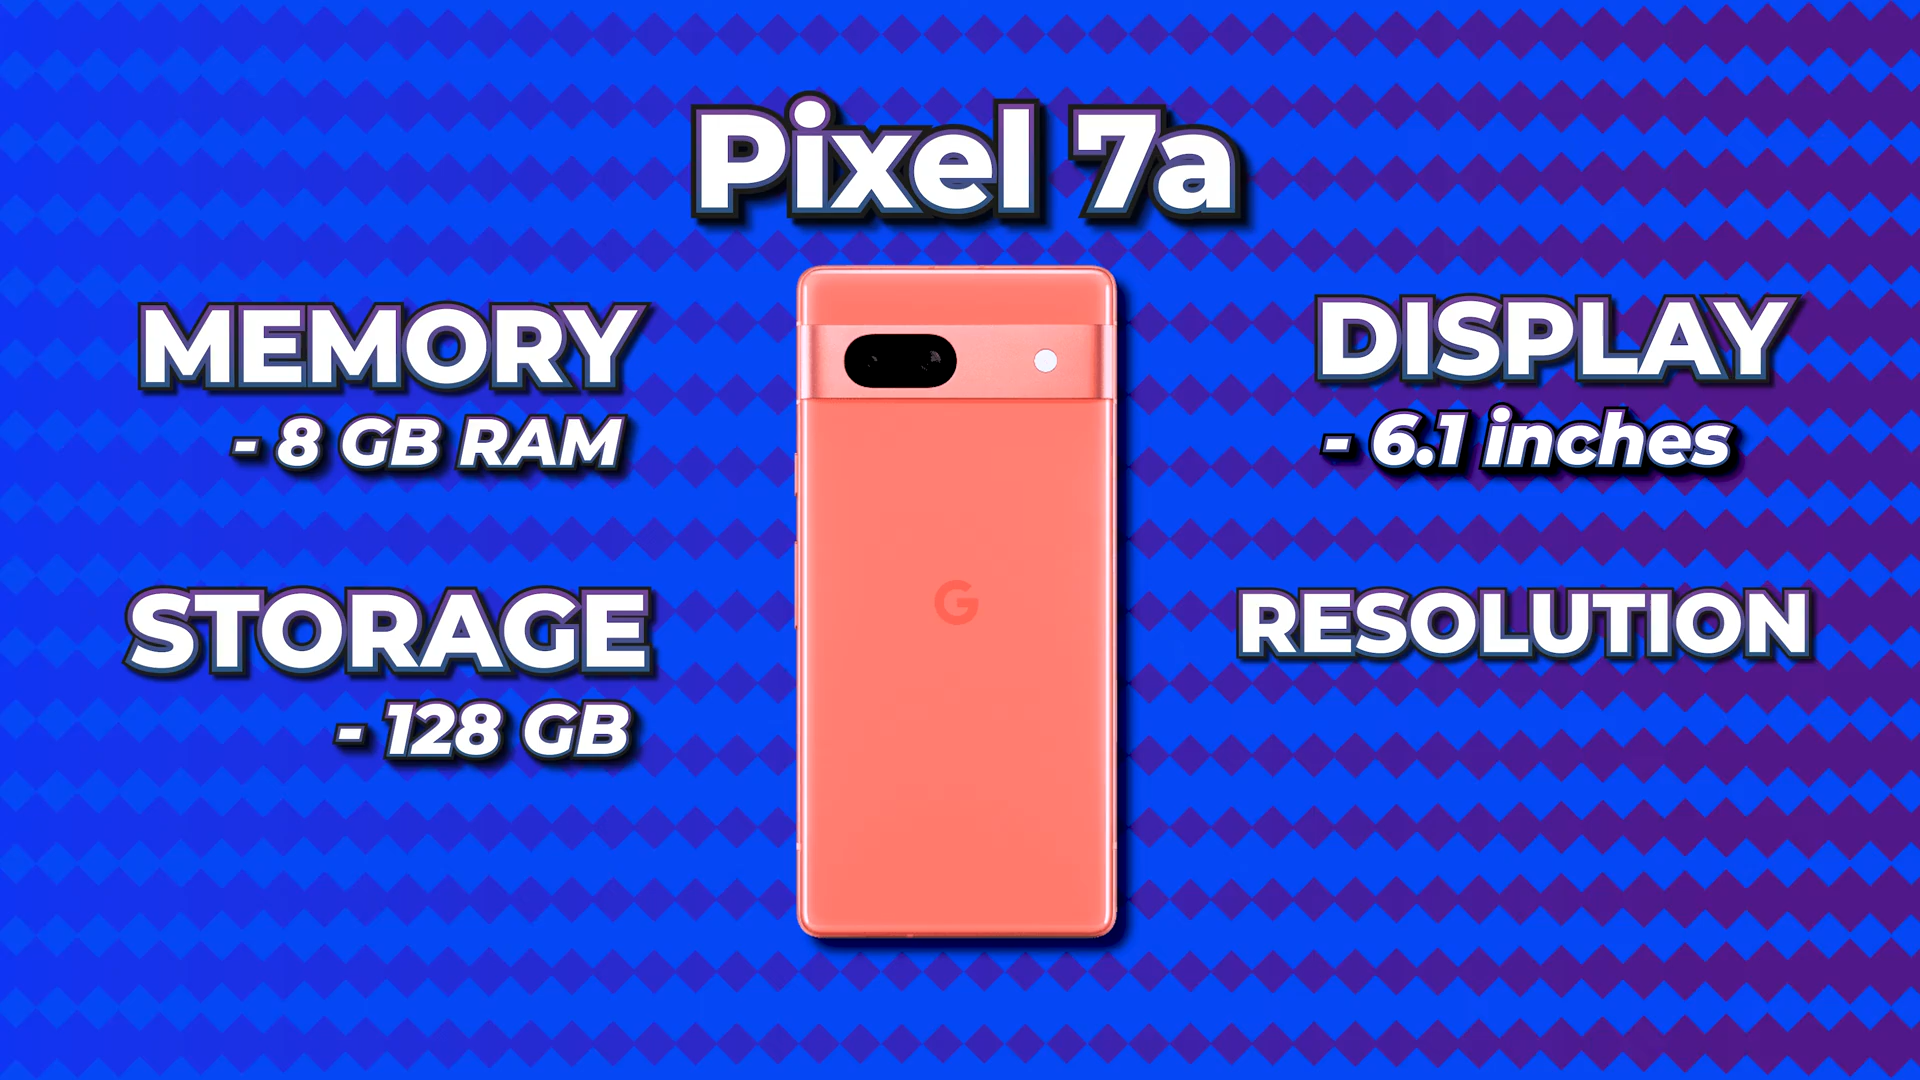 Pixel 7a
MEMORY
- 8 GB RAM
STORAGE
- 128 GB
DISPLAY
- 6.1 inches
RESOLUTION
G